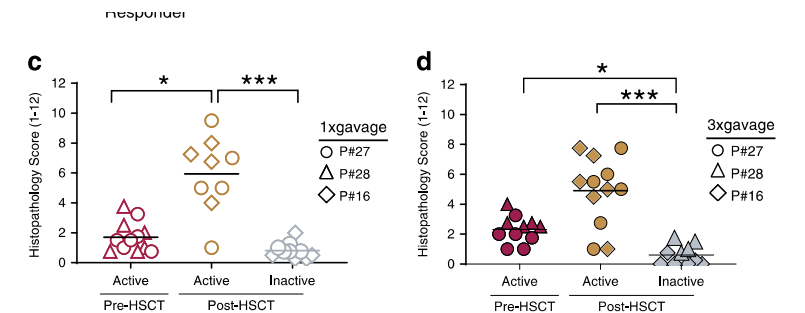 Responder
c
d
Histopathology Score (1-12)
12
10
8
6
4
2
0
*
***
1xgavage
P#27
P#28
P#16
Active
Active
Inactive
Pre-HSCT
Post-HSCT
Histopathology Score (1-12)
12
10
8
6
4
2
0
*
***
3xgavage
P#27
P#28
P#16
Active
Active
Inactive
Pre-HSCT
Post-HSCT